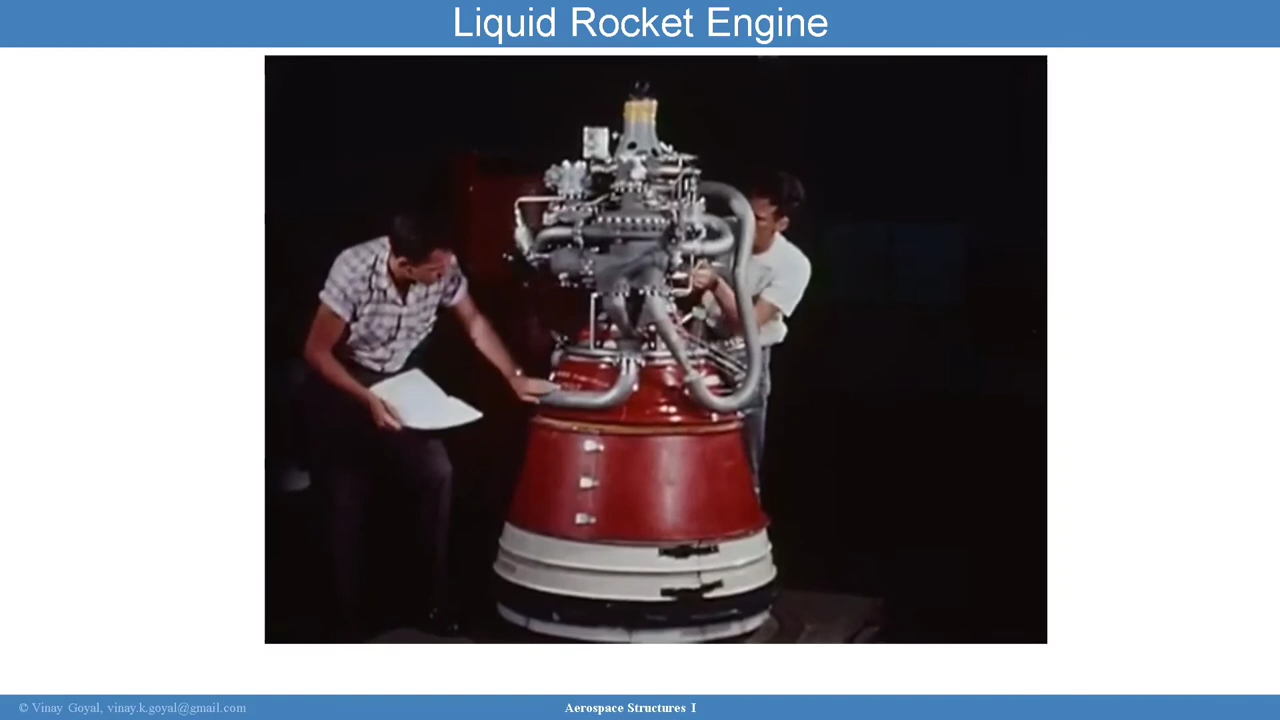 Liquid Rocket Engine
© Vinay Goyal, vinay.k.goyal@gmail.com
Aerospace Structures I